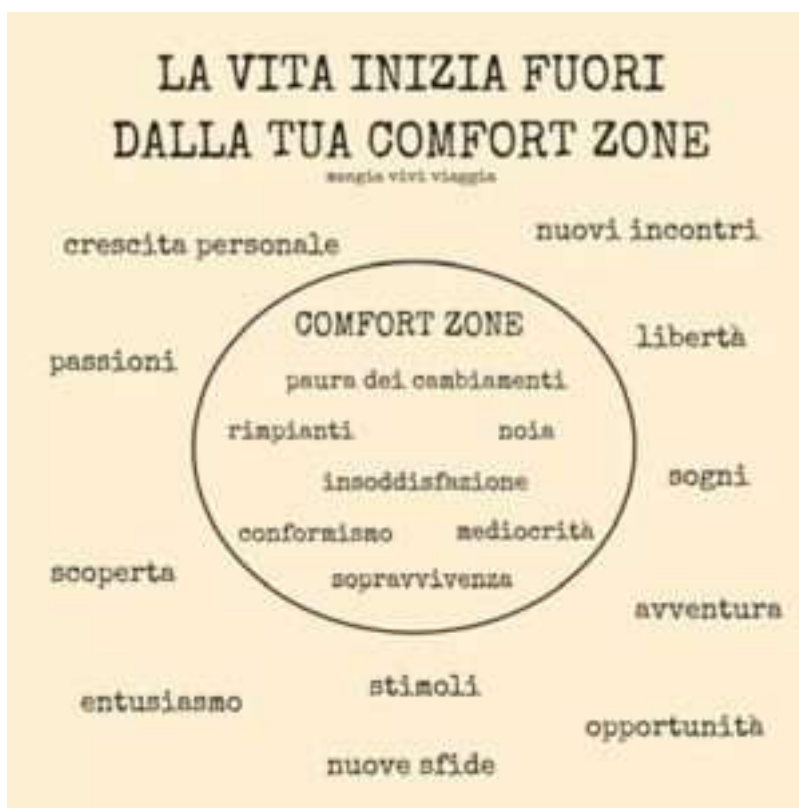 LA VITA INIZIA FUORI
DALLA TUA COMFORT ZONE
mangia vivi viaggia
crescita personale
nuovi incontri
COMFORT ZONE
libertà
passioni
paura dei cambiamenti
rimpianti noia
insoddisfazione
sogni
conformismo mediocrità
scoperta
sopravvivenza
avventura
stimoli
entusiasmo
opportunità
nuove sfide